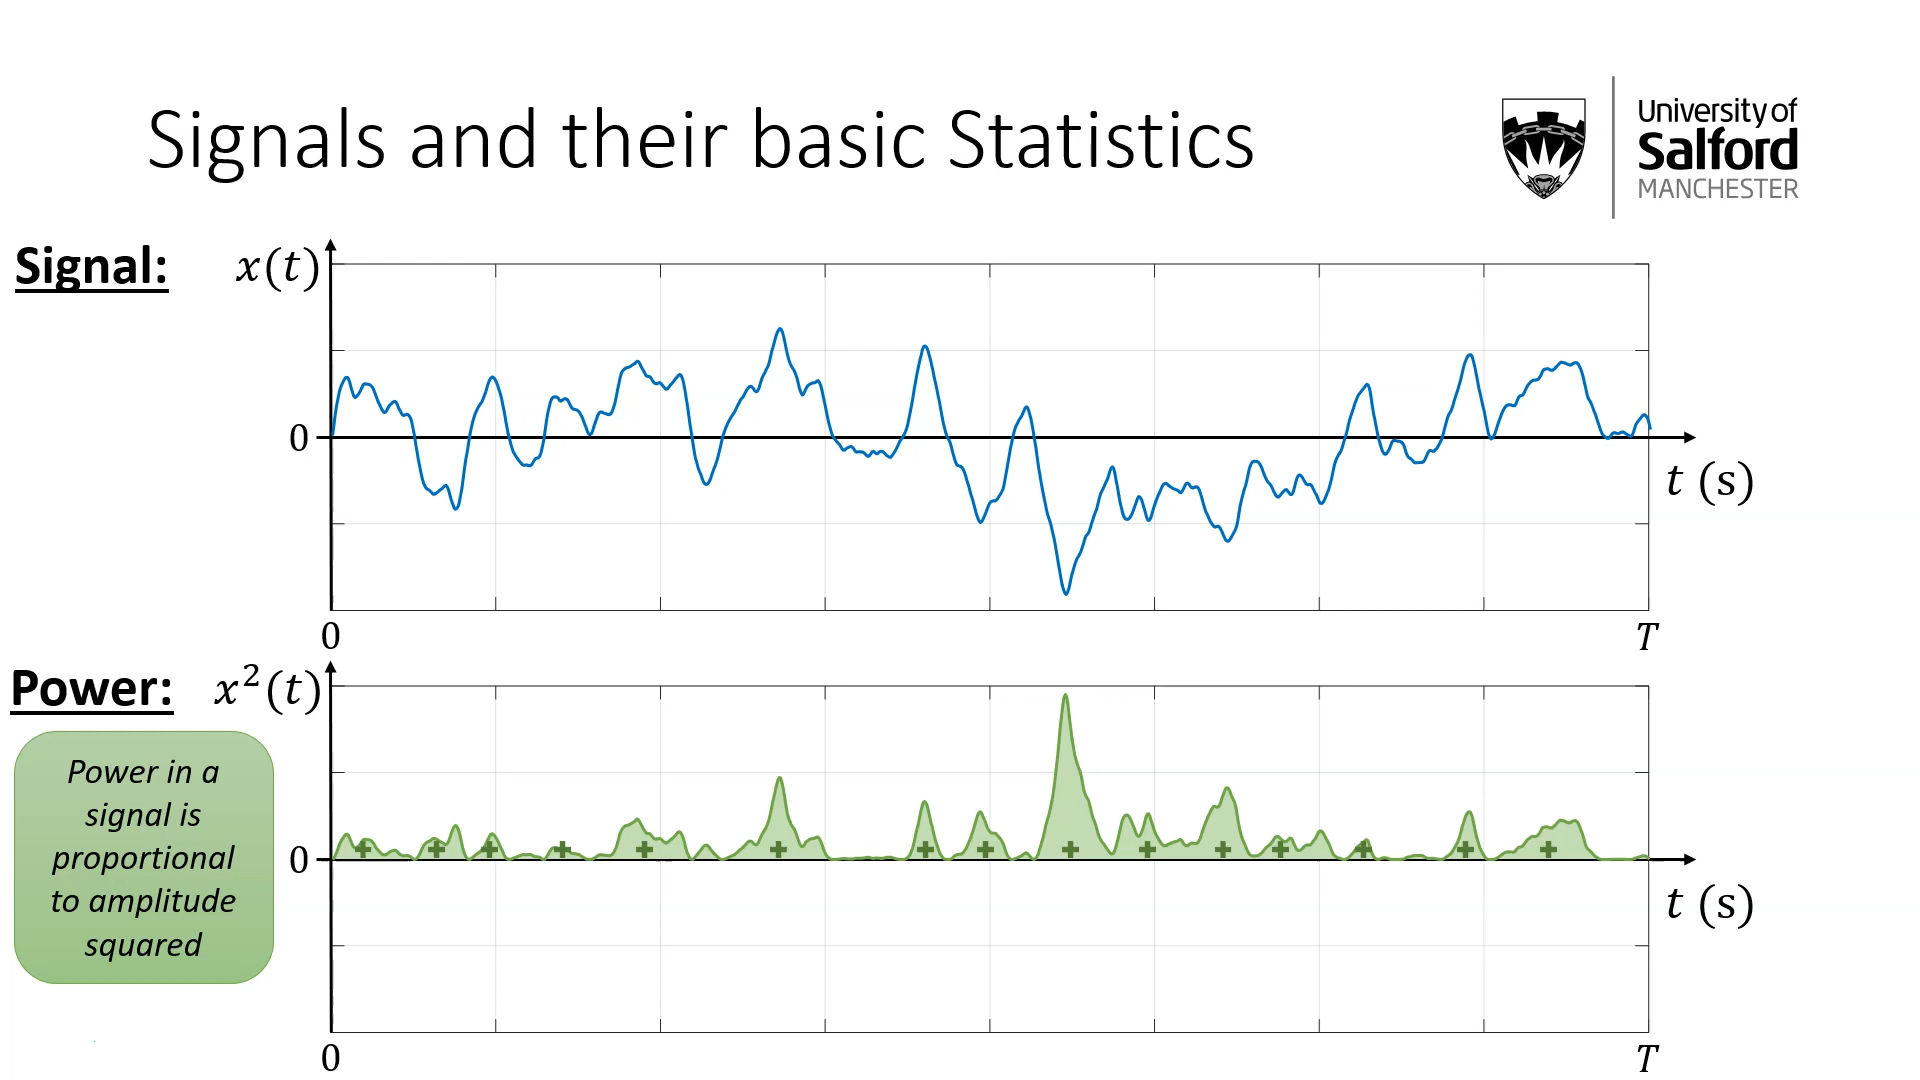 Signals and their basic Statistics
University of
Salford
MANCHESTER
Signal:
x(t)
0
t (s)
0
T
Power:
x²(t)
Power in a
signal is
proportional
to amplitude
squared
0
t (s)
0
T